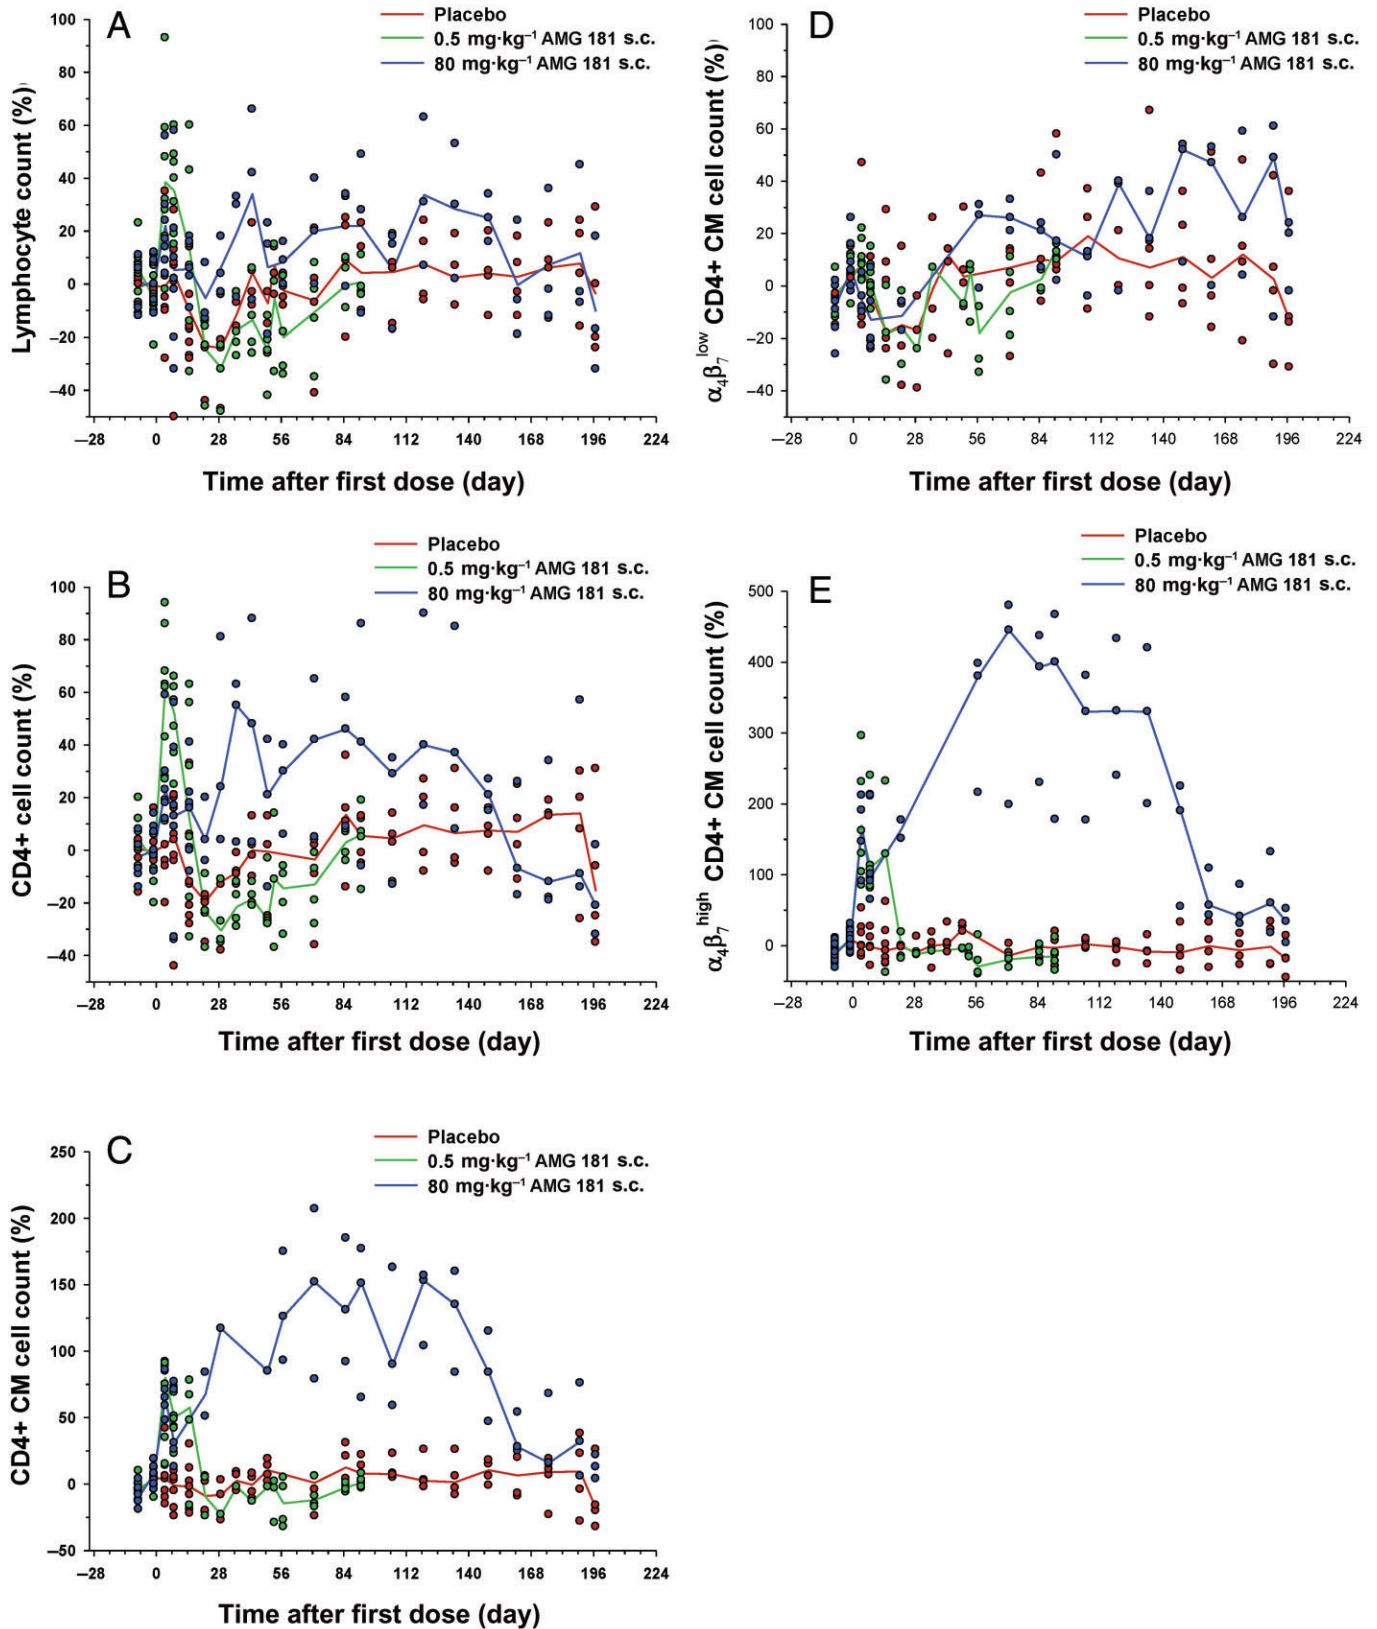 A
Placebo
0.5 mg·kg⁻¹ AMG 181 s.c.
80 mg·kg⁻¹ AMG 181 s.c.
Lymphocyte count (%)
100
80
60
40
20
0
–20
–40
–28 0 28 56 84 112 140 168 196 224
Time after first dose (day)
D
Placebo
0.5 mg·kg⁻¹ AMG 181 s.c.
80 mg·kg⁻¹ AMG 181 s.c.
α₄β₇ˡᵒʷ CD4+ CM cell count (%)
100
80
60
40
20
0
–20
–40
–28 0 28 56 84 112 140 168 196 224
Time after first dose (day)
B
Placebo
0.5 mg·kg⁻¹ AMG 181 s.c.
80 mg·kg⁻¹ AMG 181 s.c.
CD4+ cell count (%)
100
80
60
40
20
0
–20
–40
–28 0 28 56 84 112 140 168 196 224
Time after first dose (day)
E
Placebo
0.5 mg·kg⁻¹ AMG 181 s.c.
80 mg·kg⁻¹ AMG 181 s.c.
α₄β₇ʰⁱᵍʰ CD4+ CM cell count (%)
500
400
300
200
100
0
–28 0 28 56 84 112 140 168 196 224
Time after first dose (day)
C
Placebo
0.5 mg·kg⁻¹ AMG 181 s.c.
80 mg·kg⁻¹ AMG 181 s.c.
CD4+ CM cell count (%)
250
200
150
100
50
0
–50
–28 0 28 56 84 112 140 168 196 224
Time after first dose (day)